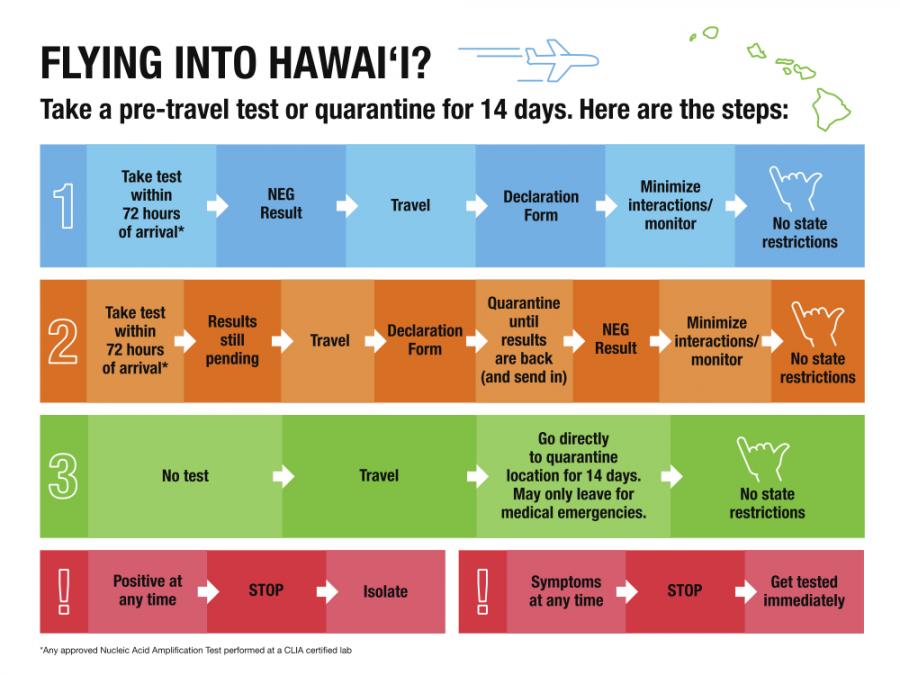 FLYING INTO HAWAI‘I?
Take a pre-travel test or quarantine for 14 days. Here are the steps:
1
Take test
within
72 hours
of arrival*
NEG
Result
Travel
Declaration
Form
Minimize
interactions/
monitor
No state
restrictions
2
Take test
within
72 hours
of arrival*
Results
still
pending
Travel
Declaration
Form
Quarantine
until
results
are back
(and send in)
NEG
Result
Minimize
interactions/
monitor
No state
restrictions
3
No test
Travel
Go directly
to quarantine
location for 14 days.
May only leave for
medical emergencies.
No state
restrictions
!
Positive at
any time
STOP
Isolate
!
Symptoms
at any time
STOP
Get tested
immediately
*Any approved Nucleic Acid Amplification Test performed at a CLIA certified lab